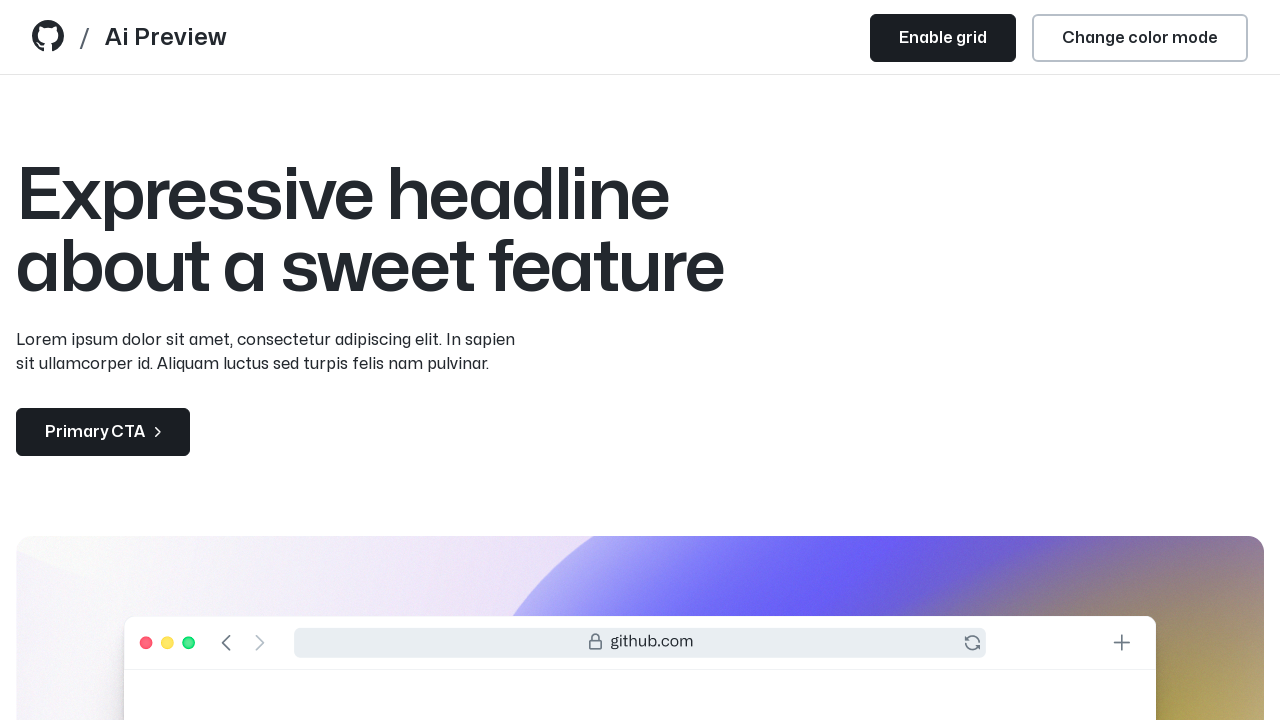 / Ai Preview
Enable grid
Change color mode
Expressive headline
about a sweet feature
Lorem ipsum dolor sit amet, consectetur adipiscing elit. In sapien
sit ullamcorper id. Aliquam luctus sed turpis felis nam pulvinar.
Primary CTA
github.com